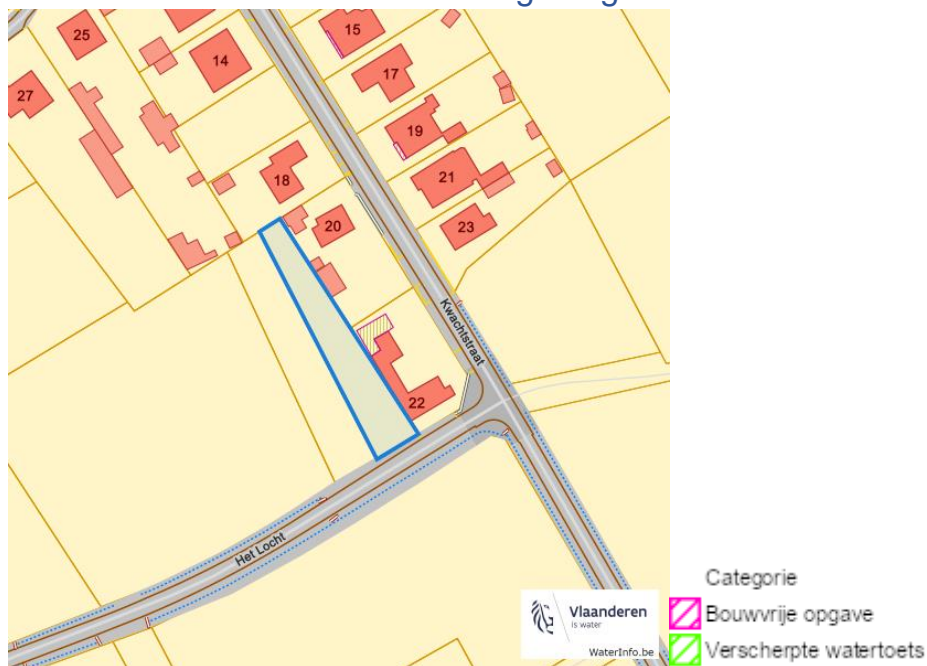 25
15
14
17
27
19
18
21
20
23
Kwachtstraat
22
Het Locht
Vlaanderen
is water
WaterInfo.be
Categorie
Bouwvrije opgave
Verscherpte watertoets